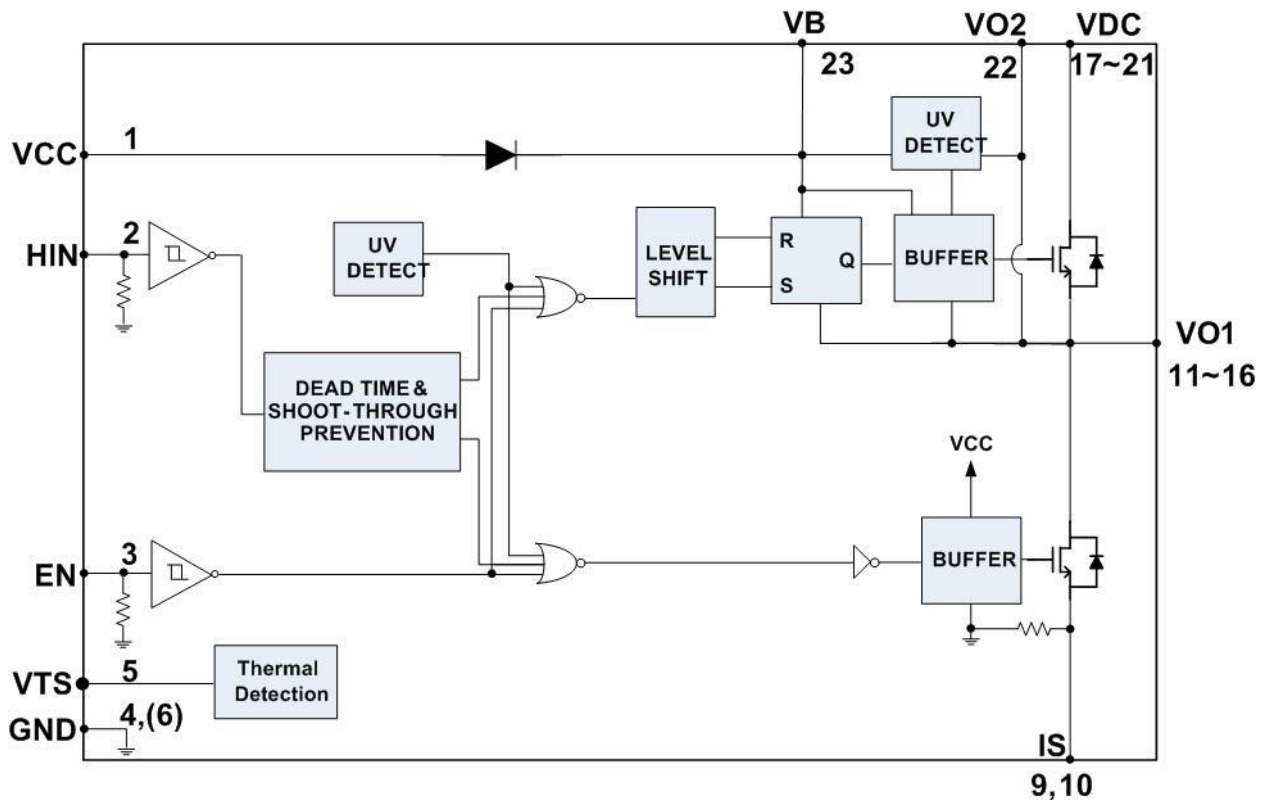 VB
VO2
VDC
23
22
17~21
VCC
1
UV
DETECT
HIN
2
UV
DETECT
LEVEL
SHIFT
R
S
Q
BUFFER
VO1
11~16
DEAD TIME &
SHOOT-THROUGH
PREVENTION
VCC
EN
3
BUFFER
VTS
5
Thermal
Detection
GND
4,(6)
IS
9,10